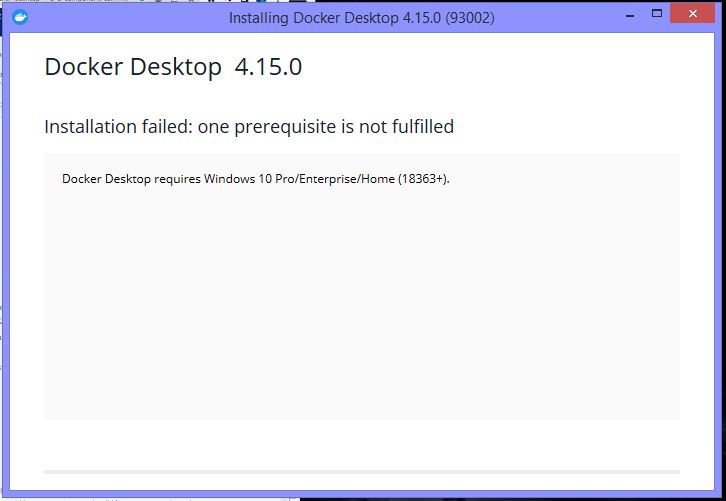 Installing Docker Desktop 4.15.0 (93002)
Docker Desktop 4.15.0
Installation failed: one prerequisite is not fulfilled
Docker Desktop requires Windows 10 Pro/Enterprise/Home (18363+).